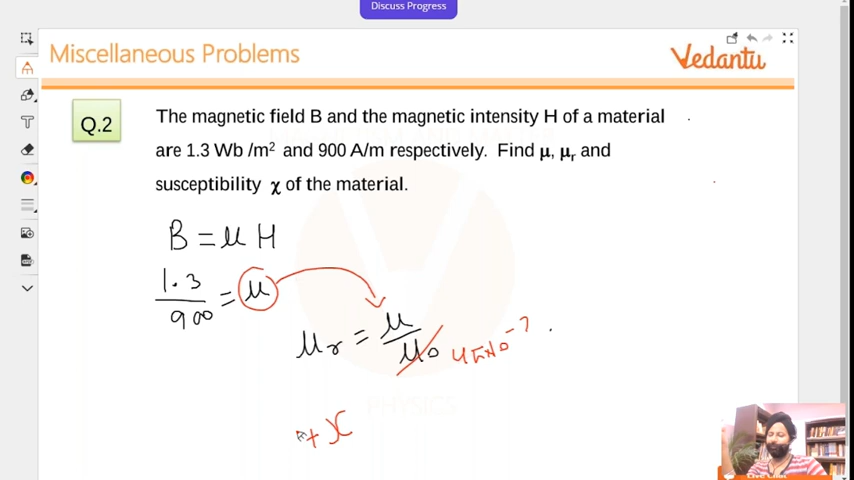 Discuss Progress
Miscellaneous Problems
Vedantu
Q.2
The magnetic field B and the magnetic intensity H of a material
are 1.3 Wb /m² and 900 A/m respectively. Find μ, μᵣ and
susceptibility χ of the material.
B = μ H
1.3/900 = μ
μr = μ/μ0 4π×10⁻⁷
+ χ
PHYSICS